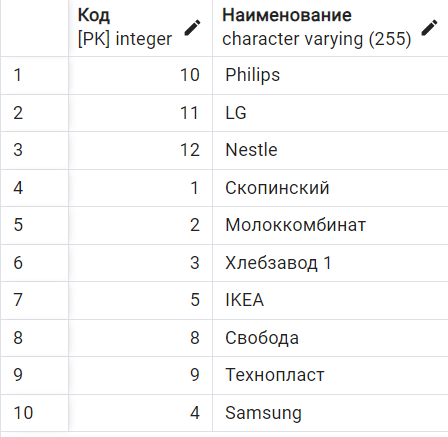 Код Наименование
[PK] integer character varying (255)
1 10 Philips
2 11 LG
3 12 Nestle
4 1 Скопинский
5 2 Молоккомбинат
6 3 Хлебзавод 1
7 5 IKEA
8 8 Свобода
9 9 Технопласт
10 4 Samsung